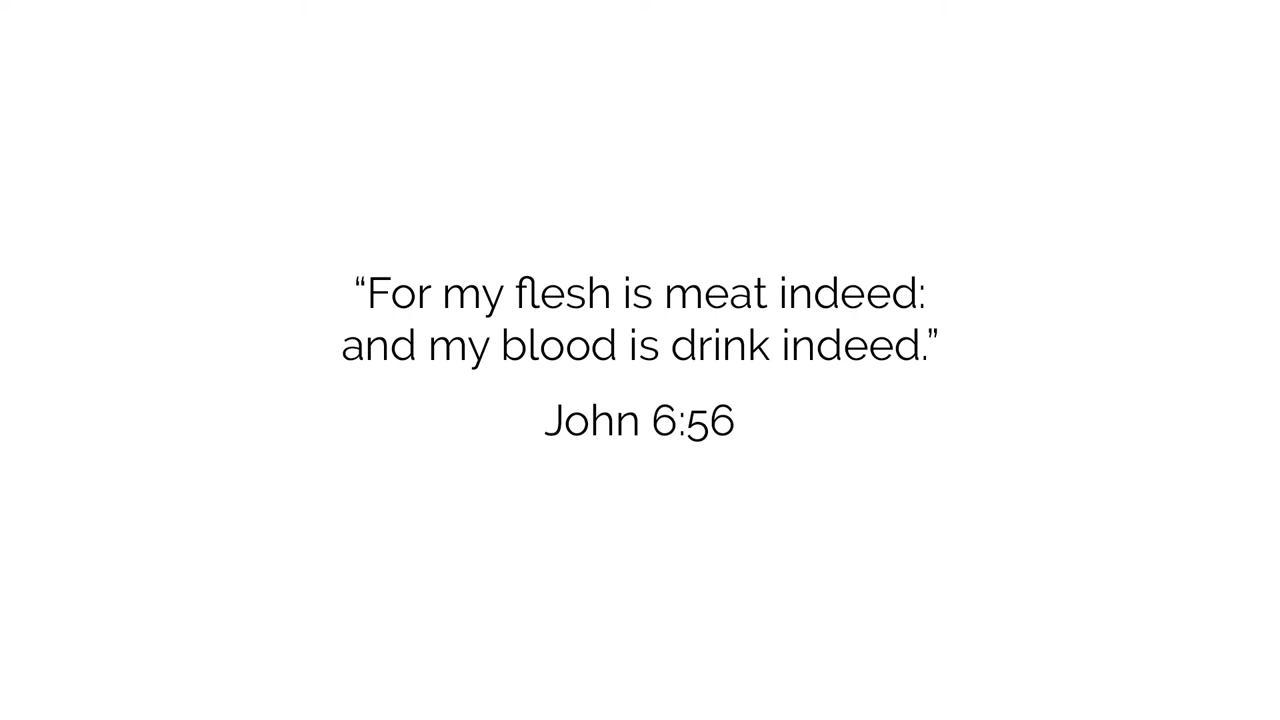 “For my flesh is meat indeed:
and my blood is drink indeed.”
John 6:56